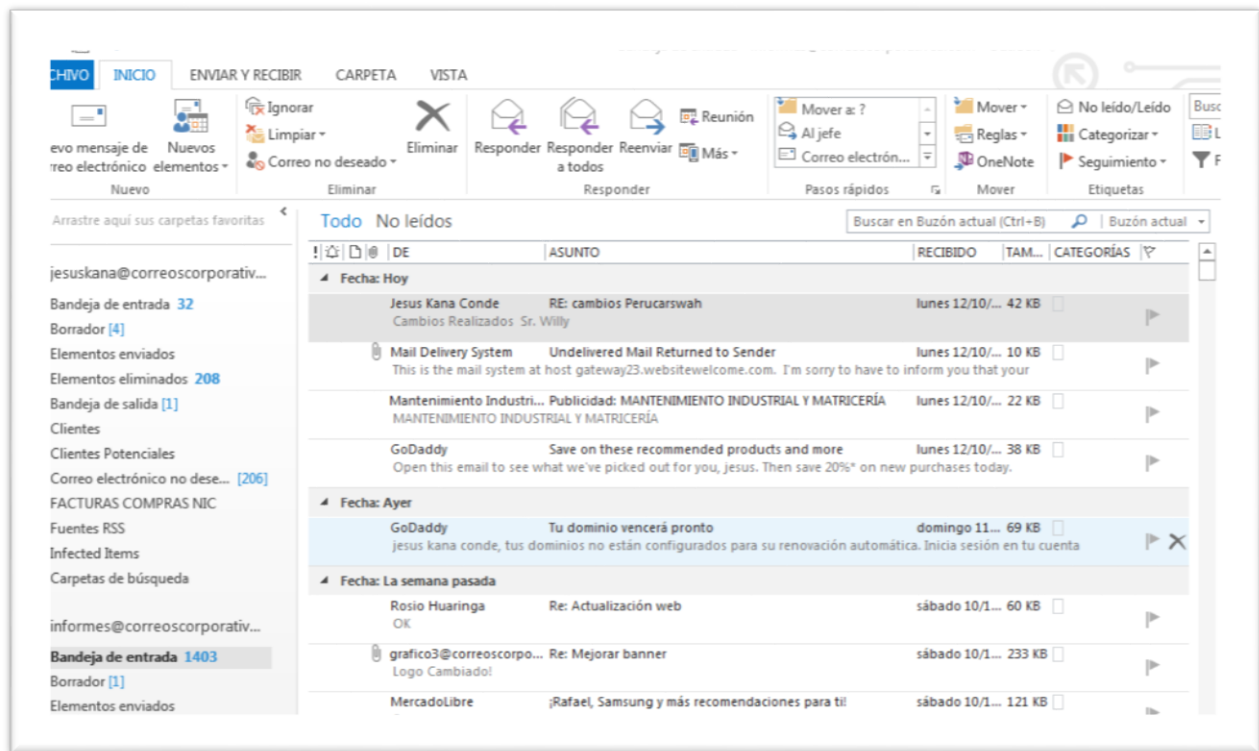 CHIVO INICIO ENVIAR Y RECIBIR CARPETA VISTA
Ignorar
Limpiar
Correo no deseado
evo mensaje de
rreo electrónico
Nuevos
elementos
Eliminar
Responder
Responder
a todos
Reenviar
Reunión
Más
Mover a: ?
Al jefe
Correo electrón...
Mover
Reglas
OneNote
No leído/Leído
Categorizar
Seguimiento
Busc
L
F
Nuevo Eliminar Responder Pasos rápidos Mover Etiquetas
Arrastre aquí sus carpetas favoritas
jesuskana@correoscorporativ...
Bandeja de entrada 32
Borrador [4]
Elementos enviados
Elementos eliminados 208
Bandeja de salida [1]
Clientes
Clientes Potenciales
Correo electrónico no dese... [206]
FACTURAS COMPRAS NIC
Fuentes RSS
Infected Items
Carpetas de búsqueda
informes@correoscorporativ...
Bandeja de entrada 1403
Borrador [1]
Elementos enviados
Todo No leídos
Buscar en Buzón actual (Ctrl+B) Buzón actual
! DE ASUNTO RECIBIDO TAM... CATEGORÍAS
Fecha: Hoy
Jesus Kana Conde RE: cambios Perucarswah lunes 12/10/... 42 KB
Cambios Realizados Sr. Willy
Mail Delivery System Undelivered Mail Returned to Sender lunes 12/10/... 10 KB
This is the mail system at host gateway23.websitewelcome.com. I'm sorry to have to inform you that your
Mantenimiento Industri... Publicidad: MANTENIMIENTO INDUSTRIAL Y MATRICERÍA lunes 12/10/... 22 KB
MANTENIMIENTO INDUSTRIAL Y MATRICERÍA
GoDaddy Save on these recommended products and more lunes 12/10/... 38 KB
Open this email to see what we've picked out for you, jesus. Then save 20%* on new purchases today.
Fecha: Ayer
GoDaddy Tu dominio vencerá pronto domingo 11... 69 KB
jesus kana conde, tus dominios no están configurados para su renovación automática. Inicia sesión en tu cuenta
Fecha: La semana pasada
Rosio Huaringa Re: Actualización web sábado 10/1... 60 KB
OK
grafico3@correoscorpo... Re: Mejorar banner sábado 10/1... 233 KB
Logo Cambiado!
MercadoLibre ¡Rafael, Samsung y más recomendaciones para ti! sábado 10/1... 121 KB